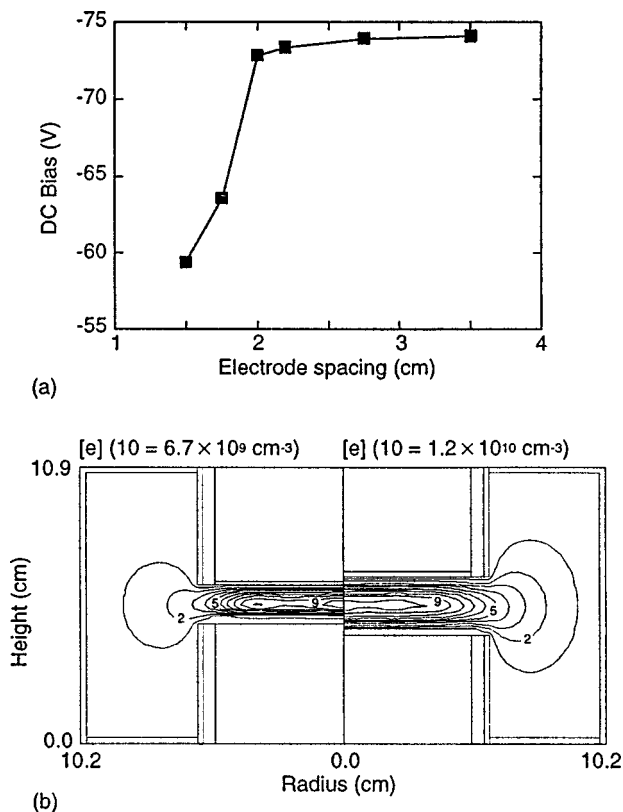 -75
-70
-65
-60
-55
DC Bias (V)
1 2 3 4
Electrode spacing (cm)
(a)
[e] (10 = 6.7 × 10⁹ cm⁻³) [e] (10 = 1.2 × 10¹⁰ cm⁻³)
10.9
Height (cm)
0.0
2 5 9 9 5 2
10.2 0.0 10.2
Radius (cm)
(b)